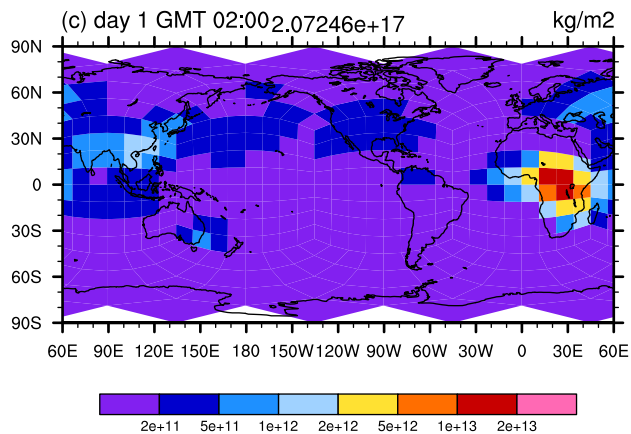 (c) day 1 GMT 02:00 2.07246e+17 kg/m2
90N
60N
30N
0
30S
60S
90S
60E 90E 120E 150E 180 150W 120W 90W 60W 30W 0 30E 60E
2e+11 5e+11 1e+12 2e+12 5e+12 1e+13 2e+13